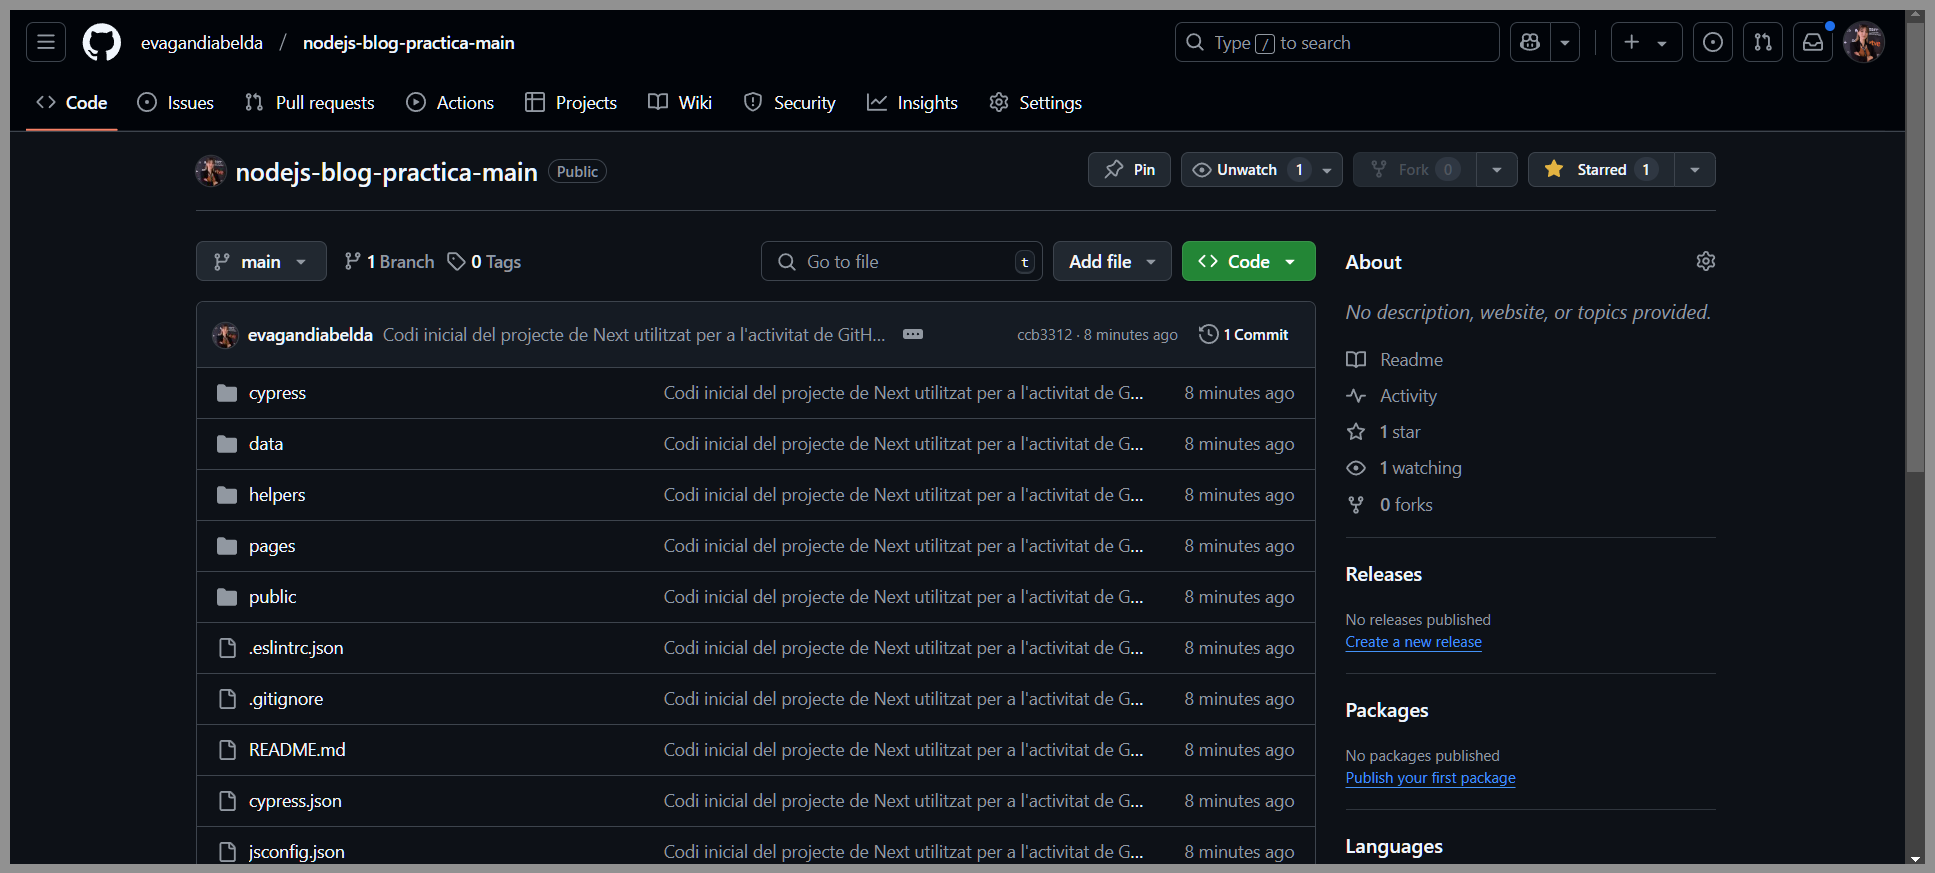 evagandiabelda / nodejs-blog-practica-main
Type / to search
Code Issues Pull requests Actions Projects Wiki Security Insights Settings
nodejs-blog-practica-main Public
Pin Unwatch 1 Fork 0 Starred 1
main 1 Branch 0 Tags
Go to file t Add file Code
evagandiabelda Codi inicial del projecte de Next utilitzat per a l'activitat de GitH... ccb3312 · 8 minutes ago 1 Commit
cypress Codi inicial del projecte de Next utilitzat per a l'activitat de G... 8 minutes ago
data Codi inicial del projecte de Next utilitzat per a l'activitat de G... 8 minutes ago
helpers Codi inicial del projecte de Next utilitzat per a l'activitat de G... 8 minutes ago
pages Codi inicial del projecte de Next utilitzat per a l'activitat de G... 8 minutes ago
public Codi inicial del projecte de Next utilitzat per a l'activitat de G... 8 minutes ago
.eslintrc.json Codi inicial del projecte de Next utilitzat per a l'activitat de G... 8 minutes ago
.gitignore Codi inicial del projecte de Next utilitzat per a l'activitat de G... 8 minutes ago
README.md Codi inicial del projecte de Next utilitzat per a l'activitat de G... 8 minutes ago
cypress.json Codi inicial del projecte de Next utilitzat per a l'activitat de G... 8 minutes ago
jsconfig.json Codi inicial del projecte de Next utilitzat per a l'activitat de G... 8 minutes ago
About
No description, website, or topics provided.
Readme
Activity
1 star
1 watching
0 forks
Releases
No releases published
Create a new release
Packages
No packages published
Publish your first package
Languages